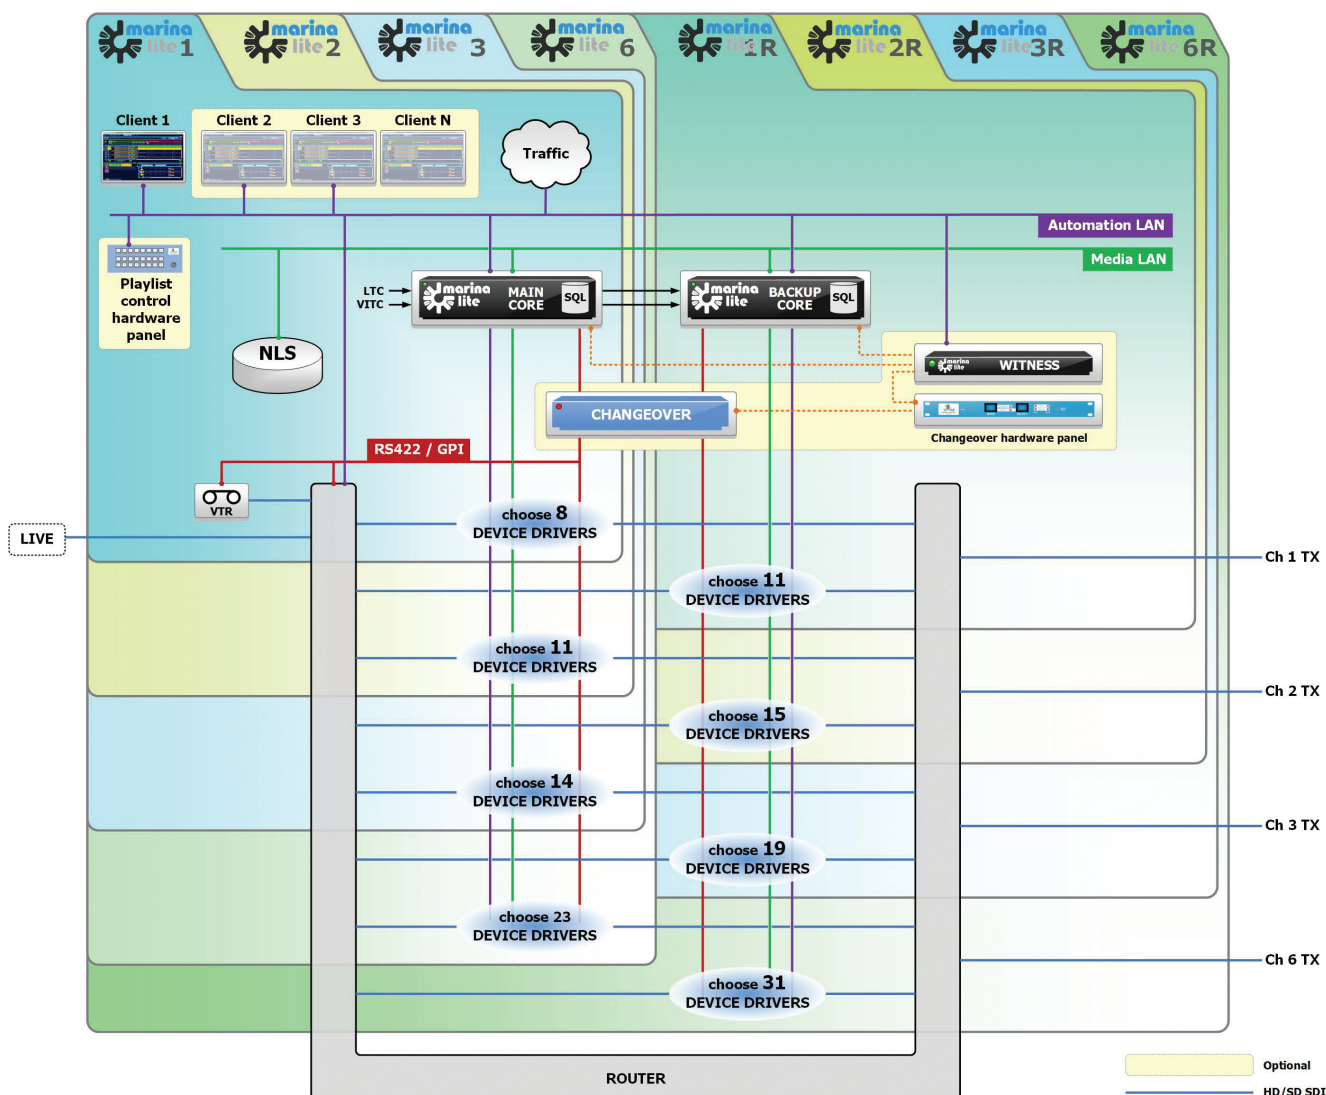 marina lite 1
marina lite 2
marina lite 3
marina lite 6
marina lite 1R
marina lite 2R
marina lite 3R
marina lite 6R
Client 1
Client 2
Client 3
Client N
Traffic
Automation LAN
Media LAN
Playlist
control
hardware
panel
NLS
LTC
VITC
marina lite
MAIN
CORE
SQL
marina lite
BACKUP
CORE
SQL
marina lite
WITNESS
CHANGEOVER
Changeover hardware panel
RS422 / GPI
VTR
LIVE
choose 8
DEVICE DRIVERS
Ch 1 TX
choose 11
DEVICE DRIVERS
choose 11
DEVICE DRIVERS
Ch 2 TX
choose 15
DEVICE DRIVERS
choose 14
DEVICE DRIVERS
Ch 3 TX
choose 19
DEVICE DRIVERS
choose 23
DEVICE DRIVERS
Ch 6 TX
choose 31
DEVICE DRIVERS
ROUTER
Optional
HD/SD SDI